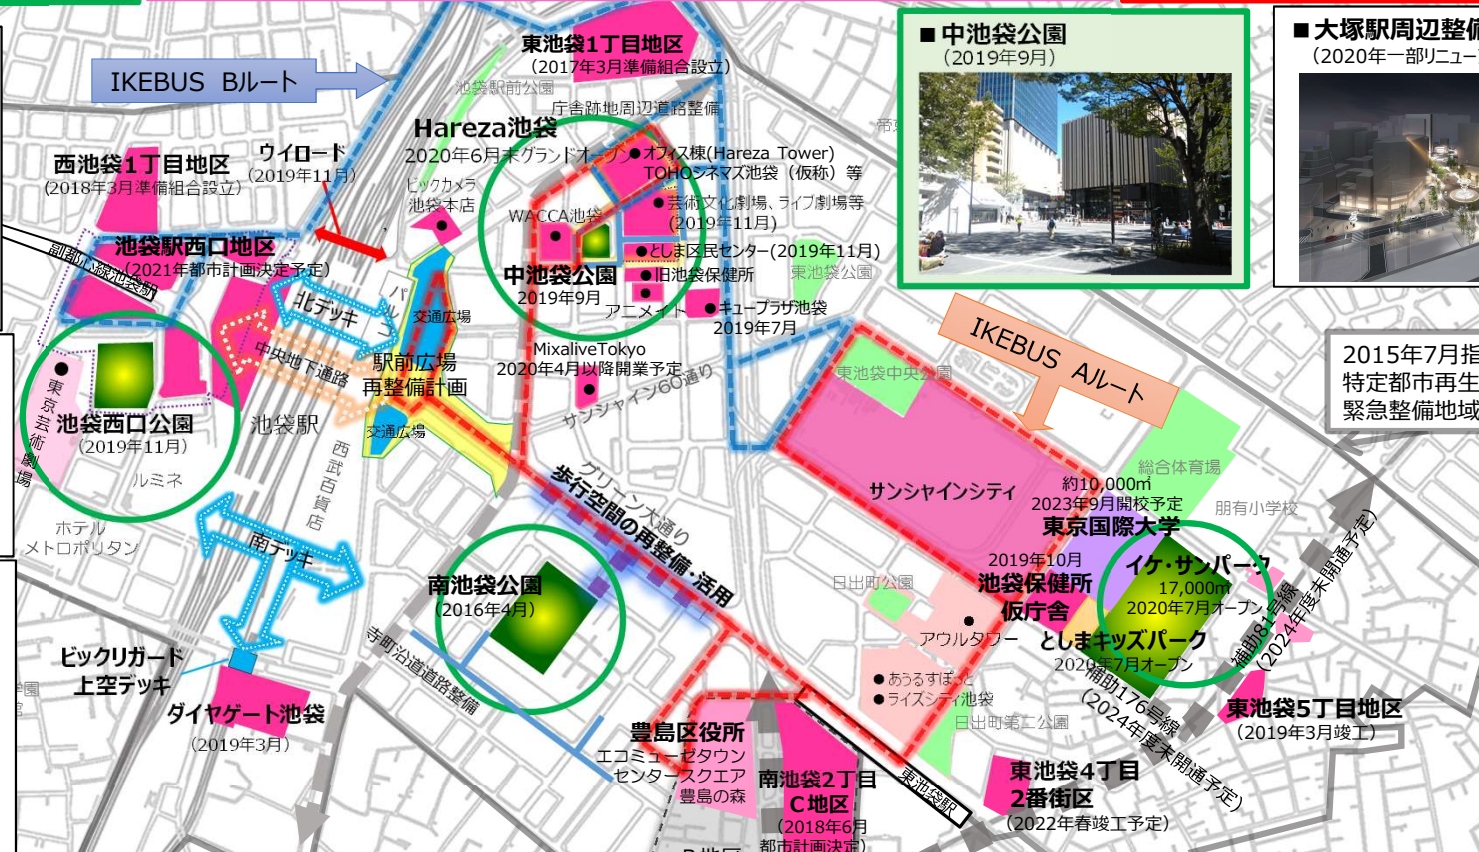 IKEBUS Bルート
東池袋1丁目地区
(2017年3月準備組合設立)
池袋駅前公園
庁舎跡地周辺道路整備
■中池袋公園
(2019年9月)
■大塚駅周辺整備
(2020年一部リニュー
Hareza池袋
2020年6月末グランドオープン
●オフィス棟(Hareza Tower)
TOHOシネマズ池袋（仮称）等
●芸術文化劇場、ライブ劇場等
(2019年11月)
●としま区民センター(2019年11月)
●旧池袋保健所
アニメイト
●キュープラザ池袋
2019年7月
東池袋公園
WACCA池袋
中池袋公園
2019年9月
西池袋1丁目地区
(2018年3月準備組合設立)
ウイロード
(2019年11月)
ビックカメラ
池袋本店
池袋駅西口地区
(2021年都市計画決定予定)
副都心線池袋駅
北デッキ
パルコ
交通広場
中央地下通路
駅前広場
再整備計画
交通広場
MixaliveTokyo
2020年4月以降開業予定
サンシャイン60通り
東池袋中央公園
IKEBUS Aルート
2015年7月指
特定都市再生
緊急整備地域
東京芸術劇場
池袋西口公園
(2019年11月)
ルミネ
池袋駅
西武百貨店
ホテル
メトロポリタン
南デッキ
グリーン大通り
歩行空間の再整備・活用
サンシャインシティ
総合体育場
約10,000㎡
2023年9月開校予定
東京国際大学
朋有小学校
2019年10月
池袋保健所
仮庁舎
イケ・サンパーク
17,000㎡
2020年7月オープン
としまキッズパーク
2020年7月オープン
補助81号線
(2024年度末開通予定)
補助176号線
(2024年度末開通予定)
日出町公園
アウルタワー
●あうるすぽっと
●ライズシティ池袋
日出町第二公園
南池袋公園
(2016年4月)
寺町沿道道路整備
ビックリガード
上空デッキ
ダイヤゲート池袋
(2019年3月)
豊島区役所
エコミューゼタウン
センタースクエア
豊島の森
南池袋2丁目
C地区
(2018年6月
都市計画決定)
東池袋駅
東池袋5丁目地区
(2019年3月竣工)
東池袋4丁目
2番街区
(2022年春竣工予定)